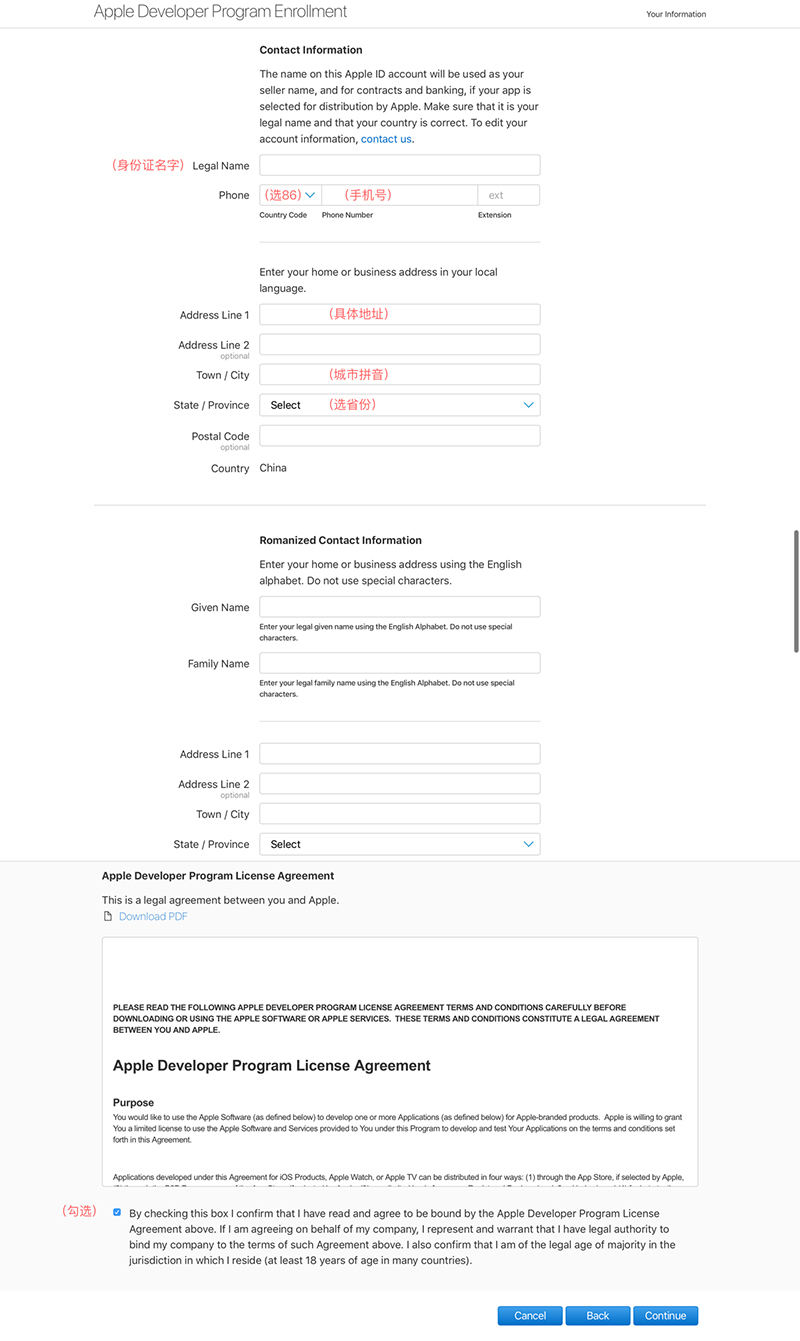 Apple Developer Program Enrollment
Your Information
Contact Information
The name on this Apple ID account will be used as your
seller name, and for contracts and banking, if your app is
selected for distribution by Apple. Make sure that it is your
legal name and that your country is correct. To edit your
account information, contact us.
(身份证名字) Legal Name
Phone (选86) (手机号) ext
Country Code Phone Number Extension
Enter your home or business address in your local
language.
Address Line 1 (具体地址)
Address Line 2
optional
Town / City (城市拼音)
State / Province Select (选省份)
Postal Code
optional
Country China
Romanized Contact Information
Enter your home or business address using the English
alphabet. Do not use special characters.
Given Name
Enter your legal given name using the English Alphabet. Do not use special
characters.
Family Name
Enter your legal family name using the English Alphabet. Do not use special
characters.
Address Line 1
Address Line 2
optional
Town / City
State / Province Select
Apple Developer Program License Agreement
This is a legal agreement between you and Apple.
Download PDF
PLEASE READ THE FOLLOWING APPLE DEVELOPER PROGRAM LICENSE AGREEMENT TERMS AND CONDITIONS CAREFULLY BEFORE
DOWNLOADING OR USING THE APPLE SOFTWARE OR APPLE SERVICES. THESE TERMS AND CONDITIONS CONSTITUTE A LEGAL AGREEMENT
BETWEEN YOU AND APPLE.
Apple Developer Program License Agreement
Purpose
You would like to use the Apple Software (as defined below) to develop one or more Applications (as defined below) for Apple-branded products. Apple is willing to grant
You a limited license to use the Apple Software and Services provided to You under this Program to develop and test Your Applications on the terms and conditions set
forth in this Agreement.
Applications developed under this Agreement for iOS Products, Apple Watch, or Apple TV can be distributed in four ways: (1) through the App Store, if selected by Apple,
(勾选) By checking this box I confirm that I have read and agree to be bound by the Apple Developer Program License
Agreement above. If I am agreeing on behalf of my company, I represent and warrant that I have legal authority to
bind my company to the terms of such Agreement above. I also confirm that I am of the legal age of majority in the
jurisdiction in which I reside (at least 18 years of age in many countries).
Cancel Back Continue